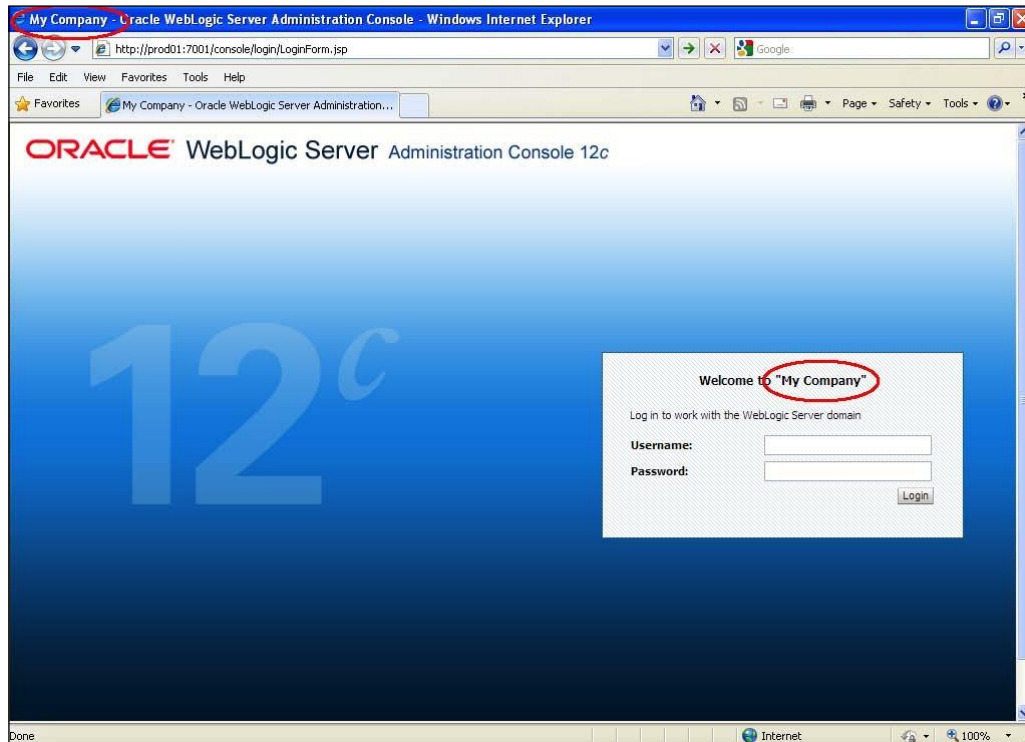 My Company - Oracle WebLogic Server Administration Console - Windows Internet Explorer
http://prod01:7001/console/login/LoginForm.jsp
Google
File Edit View Favorites Tools Help
Favorites My Company - Oracle WebLogic Server Administration... Page Safety Tools
ORACLE WebLogic Server Administration Console 12c
12c
Welcome to "My Company"
Log in to work with the WebLogic Server domain
Username:
Password:
Login
Done Internet 100%